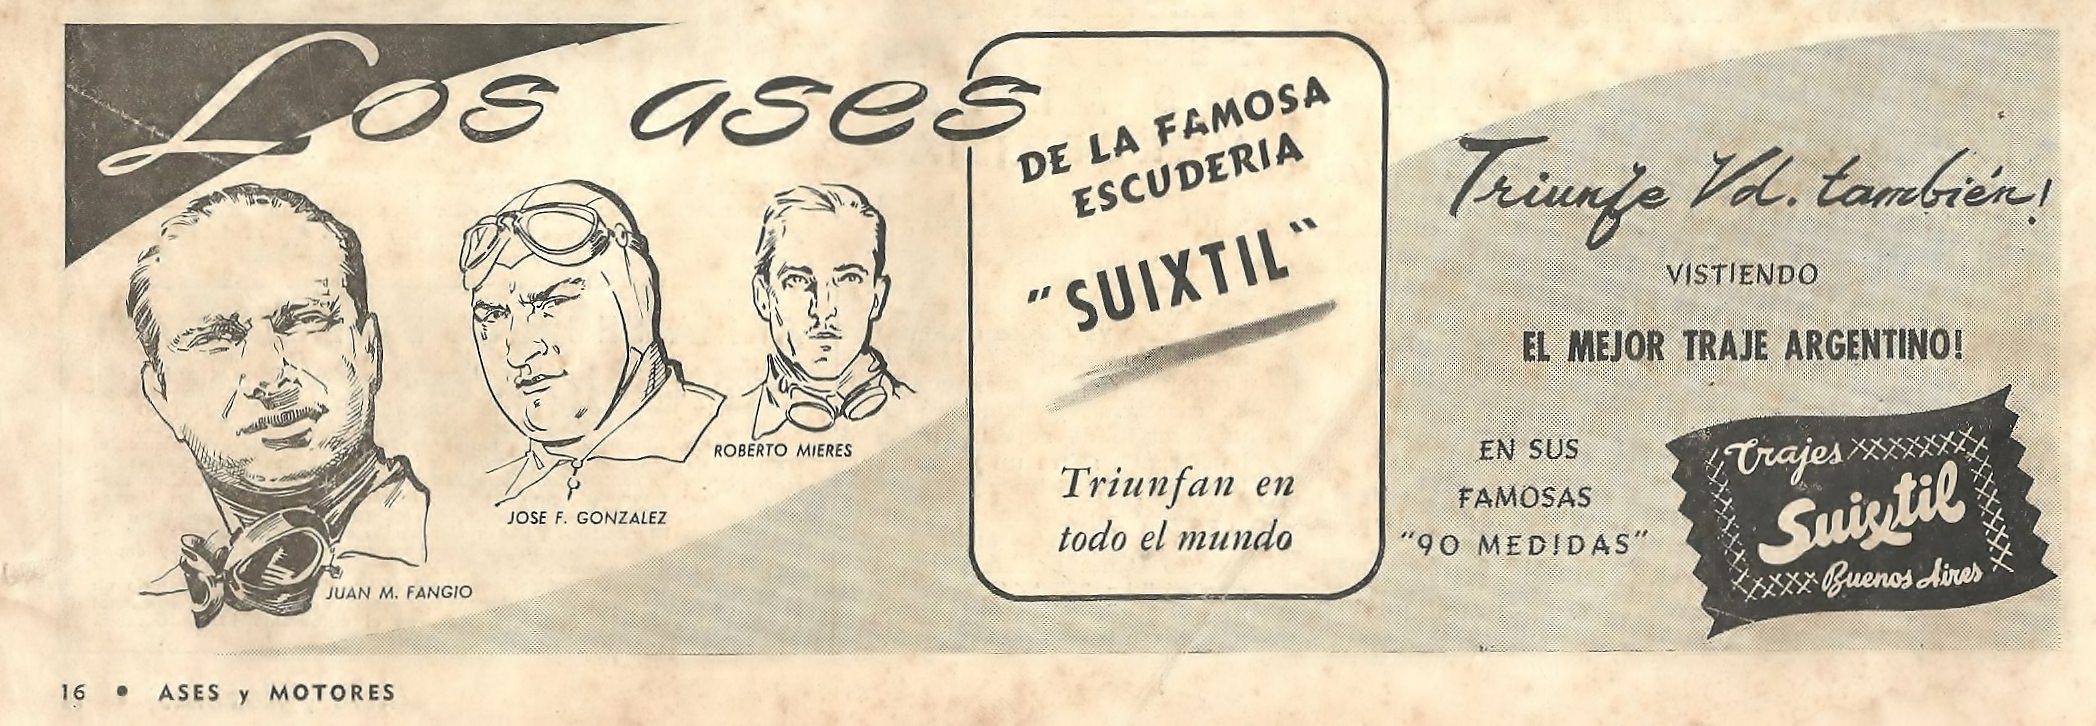 Los ases
DE LA FAMOSA
ESCUDERIA
"SUIXTIL"
Triunfan en
todo el mundo
JUAN M. FANGIO
JOSE F. GONZALEZ
ROBERTO MIERES
Triunfe Vd. también!
VISTIENDO
EL MEJOR TRAJE ARGENTINO!
EN SUS
FAMOSAS
"90 MEDIDAS"
Trajes
Suixtil
Buenos Aires
16 • ASES y MOTORES